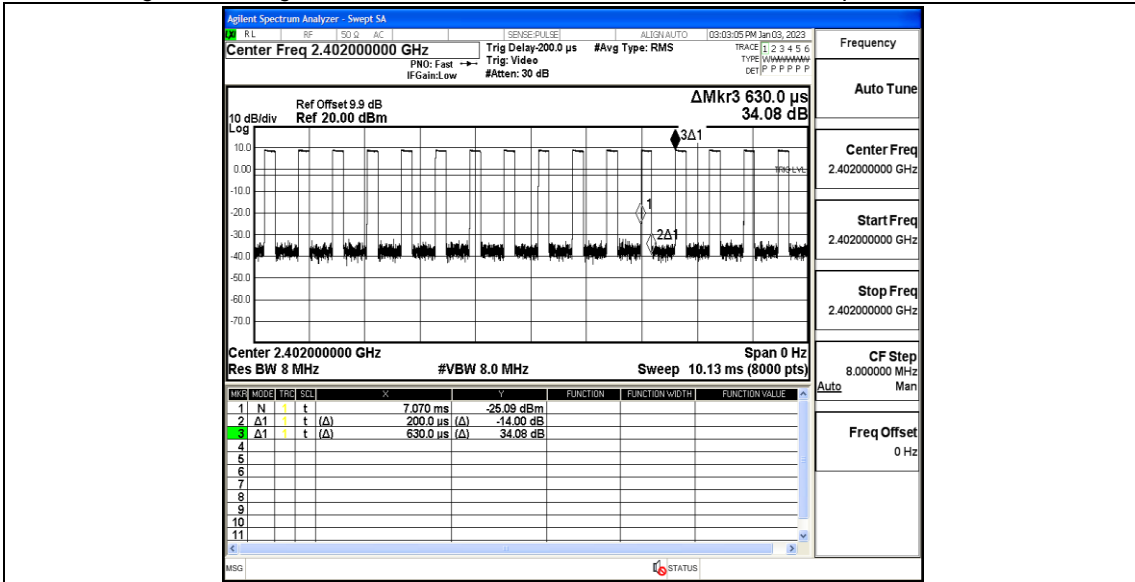 Agilent Spectrum Analyzer - Swept SA
LXI RL RF 50 Ω AC SENSE:PULSE ALIGN AUTO 03:03:05 PM Jan 03, 2023
Center Freq 2.402000000 GHz
PNO: Fast
IFGain:Low
Trig Delay-200.0 µs
Trig: Video
#Atten: 30 dB
#Avg Type: RMS
TRACE 1 2 3 4 5 6
TYPE WWWWWWW
DET P P P P P P
ΔMkr3 630.0 µs
34.08 dB
Ref Offset 9.9 dB
10 dB/div Ref 20.00 dBm
Log
10.0
0.00
-10.0
-20.0
-30.0
-40.0
-50.0
-60.0
-70.0
3Δ1
TRIG LVL
1
2Δ1
Center 2.402000000 GHz Span 0 Hz
Res BW 8 MHz #VBW 8.0 MHz Sweep 10.13 ms (8000 pts)
MKR MODE TRC SCL X Y FUNCTION FUNCTION WIDTH FUNCTION VALUE
1 N 1 t 7.070 ms -25.09 dBm
2 Δ1 1 t (Δ) 200.0 µs (Δ) -14.00 dB
3 Δ1 1 t (Δ) 630.0 µs (Δ) 34.08 dB
4
5
6
7
8
9
10
11
MSG STATUS
Frequency
Auto Tune
Center Freq
2.402000000 GHz
Start Freq
2.402000000 GHz
Stop Freq
2.402000000 GHz
CF Step
8.000000 MHz
Auto Man
Freq Offset
0 Hz